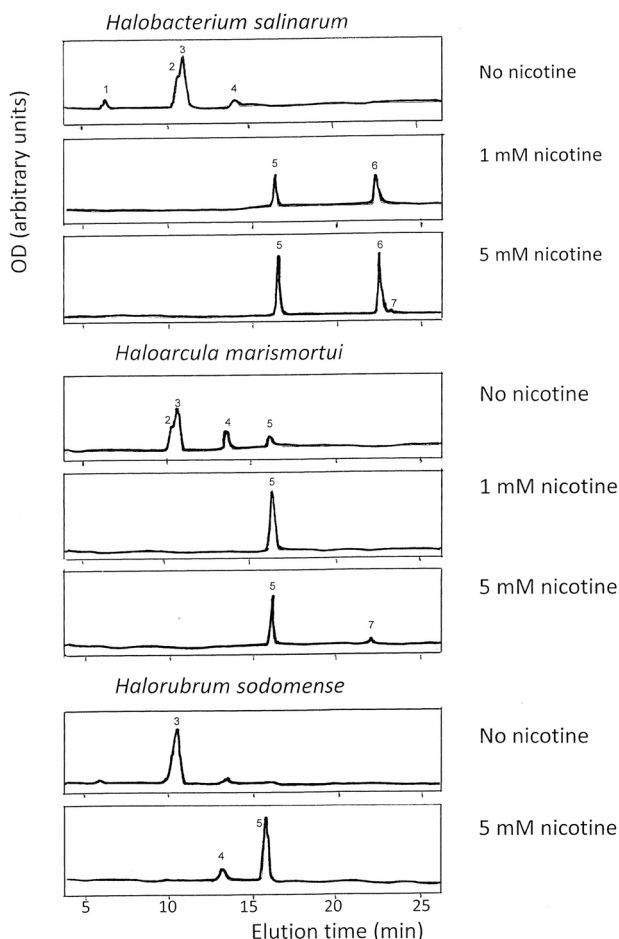 Halobacterium salinarum
OD (arbitrary units)
1 2 3 4
No nicotine
5 6
1 mM nicotine
5 6 7
5 mM nicotine
Haloarcula marismortui
2 3 4 5
No nicotine
5
1 mM nicotine
5 7
5 mM nicotine
Halorubrum sodomense
3
No nicotine
4 5
5 mM nicotine
5 10 15 20 25
Elution time (min)